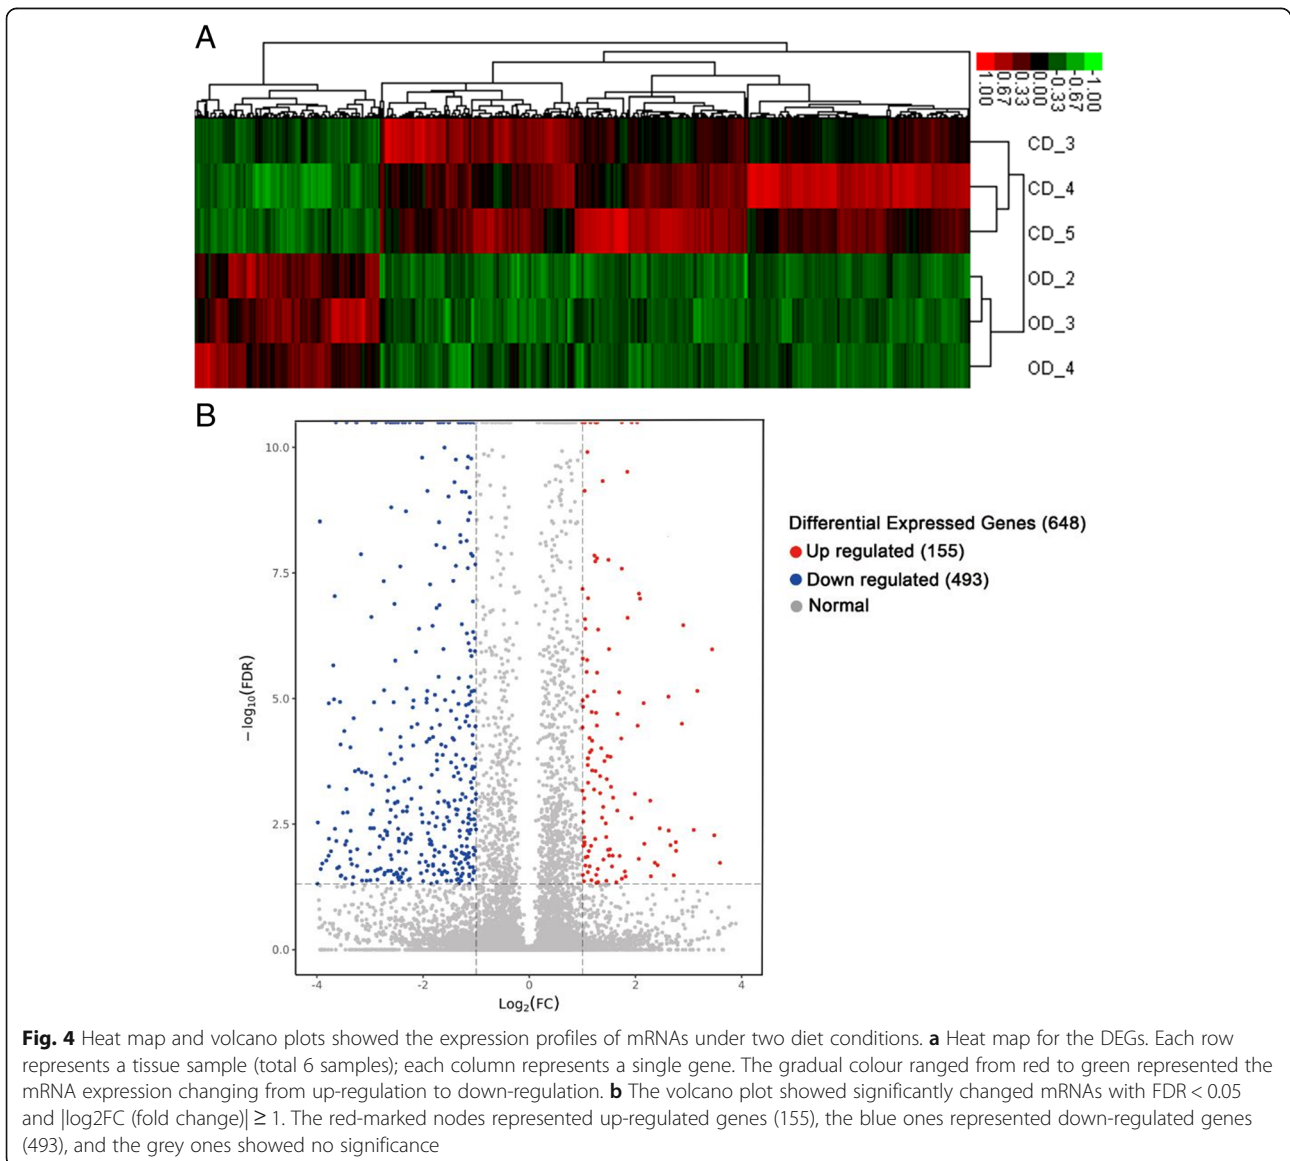 A
1.00
0.67
0.33
0.00
-0.33
-0.67
-1.00
CD_3
CD_4
CD_5
OD_2
OD_3
OD_4
B
10.0
7.5
5.0
2.5
0.0
-4
-2
0
2
4
−log10(FDR)
Log2(FC)
Differential Expressed Genes (648)
Up regulated (155)
Down regulated (493)
Normal
Fig. 4 Heat map and volcano plots showed the expression profiles of mRNAs under two diet conditions. a Heat map for the DEGs. Each row
represents a tissue sample (total 6 samples); each column represents a single gene. The gradual colour ranged from red to green represented the
mRNA expression changing from up-regulation to down-regulation. b The volcano plot showed significantly changed mRNAs with FDR < 0.05
and |log2FC (fold change)| ≥ 1. The red-marked nodes represented up-regulated genes (155), the blue ones represented down-regulated genes
(493), and the grey ones showed no significance